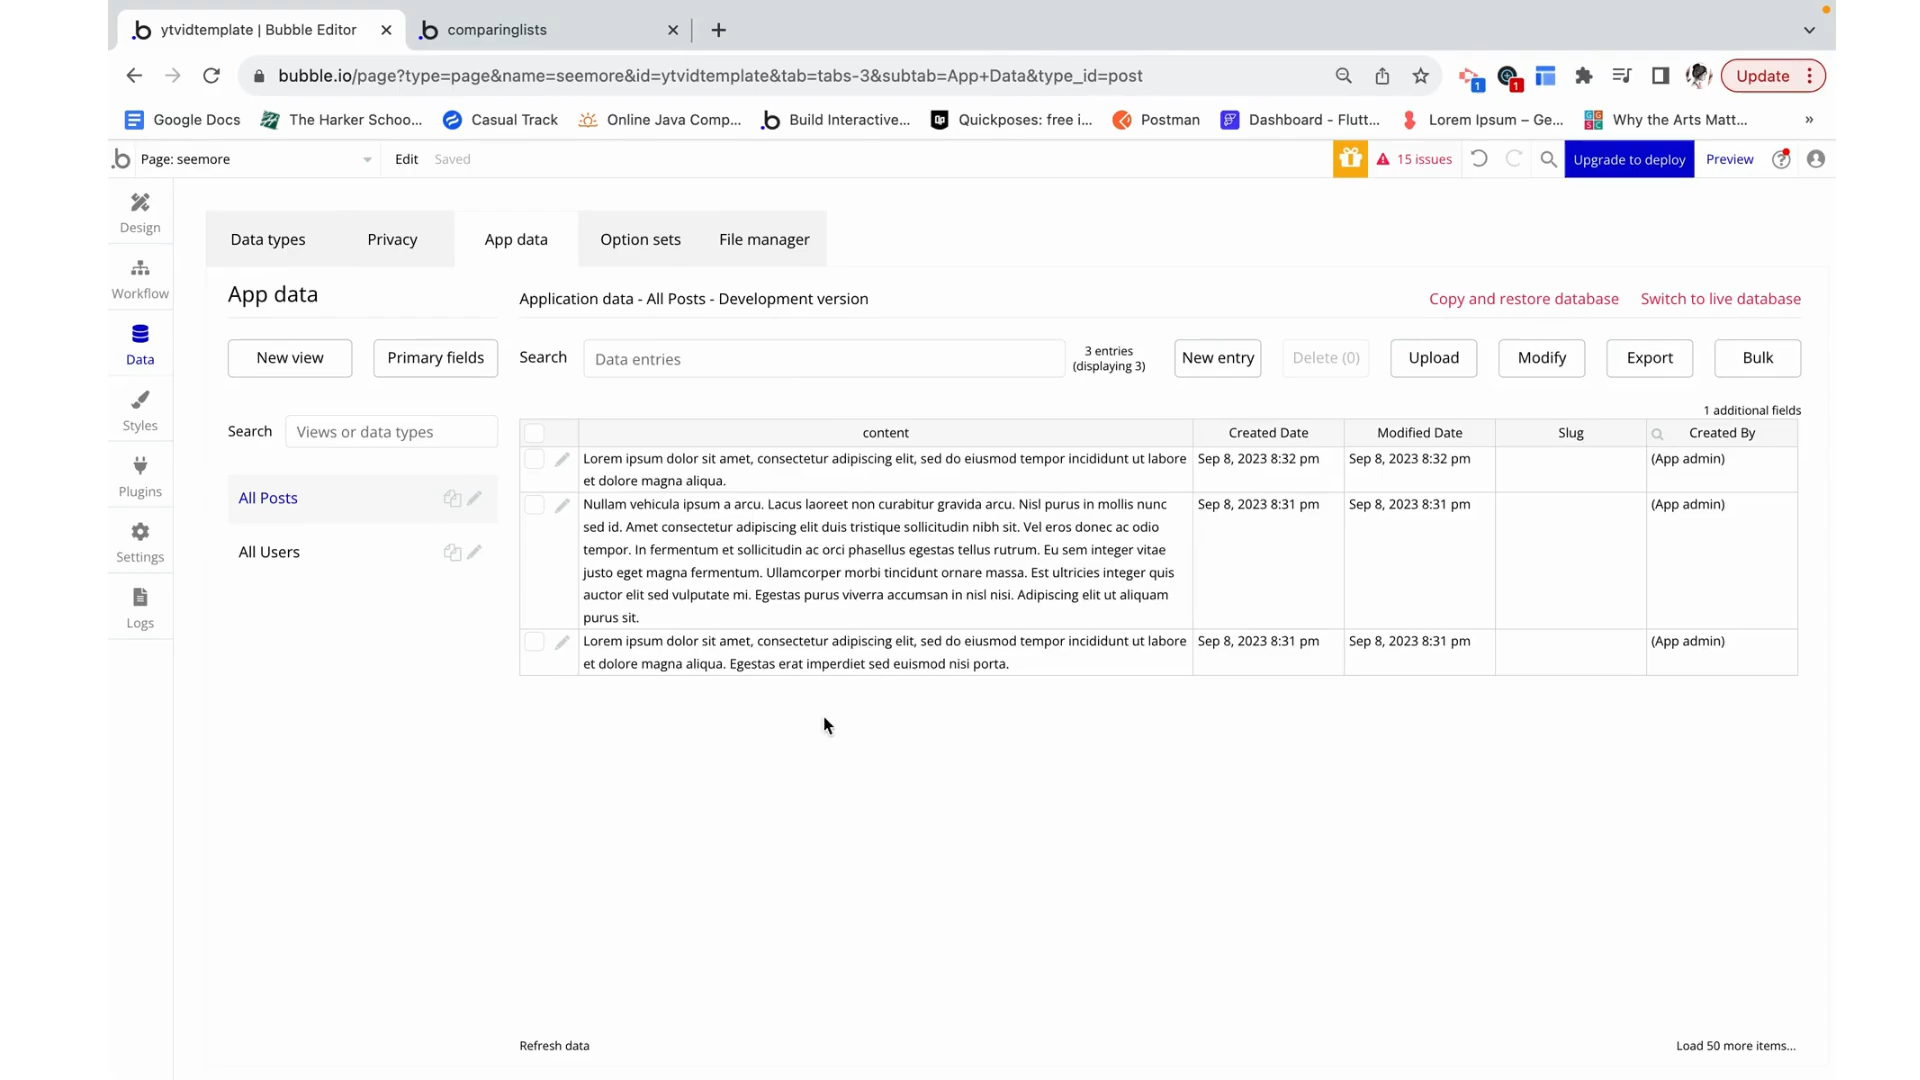 ytvidtemplate | Bubble Editor
comparinglists
bubble.io/page?type=page&name=seemore&id=ytvidtemplate&tab=tabs-3&subtab=App+Data&type_id=post
1
1
Update
Google Docs
The Harker Schoo...
Casual Track
Online Java Comp...
Build Interactive...
Quickposes: free i...
Postman
Dashboard - Flutt...
Lorem Ipsum – Ge...
Why the Arts Matt...
»
Page: seemore
Edit
Saved
15 issues
Upgrade to deploy
Preview
Design
Workflow
Data
Styles
Plugins
Settings
Logs
Data types
Privacy
App data
Option sets
File manager
App data
New view
Primary fields
Search
Views or data types
All Posts
All Users
Application data - All Posts - Development version
Copy and restore database
Switch to live database
Search
Data entries
3 entries
(displaying 3)
New entry
Delete (0)
Upload
Modify
Export
Bulk
1 additional fields
content
Created Date
Modified Date
Slug
Created By
Lorem ipsum dolor sit amet, consectetur adipiscing elit, sed do eiusmod tempor incididunt ut labore
et dolore magna aliqua.
Sep 8, 2023 8:32 pm
Sep 8, 2023 8:32 pm
(App admin)
Nullam vehicula ipsum a arcu. Lacus laoreet non curabitur gravida arcu. Nisl purus in mollis nunc
sed id. Amet consectetur adipiscing elit duis tristique sollicitudin nibh sit. Vel eros donec ac odio
tempor. In fermentum et sollicitudin ac orci phasellus egestas tellus rutrum. Eu sem integer vitae
justo eget magna fermentum. Ullamcorper morbi tincidunt ornare massa. Est ultricies integer quis
auctor elit sed vulputate mi. Egestas purus viverra accumsan in nisl nisi. Adipiscing elit ut aliquam
purus sit.
Sep 8, 2023 8:31 pm
Sep 8, 2023 8:31 pm
(App admin)
Lorem ipsum dolor sit amet, consectetur adipiscing elit, sed do eiusmod tempor incididunt ut labore
et dolore magna aliqua. Egestas erat imperdiet sed euismod nisi porta.
Sep 8, 2023 8:31 pm
Sep 8, 2023 8:31 pm
(App admin)
Refresh data
Load 50 more items...